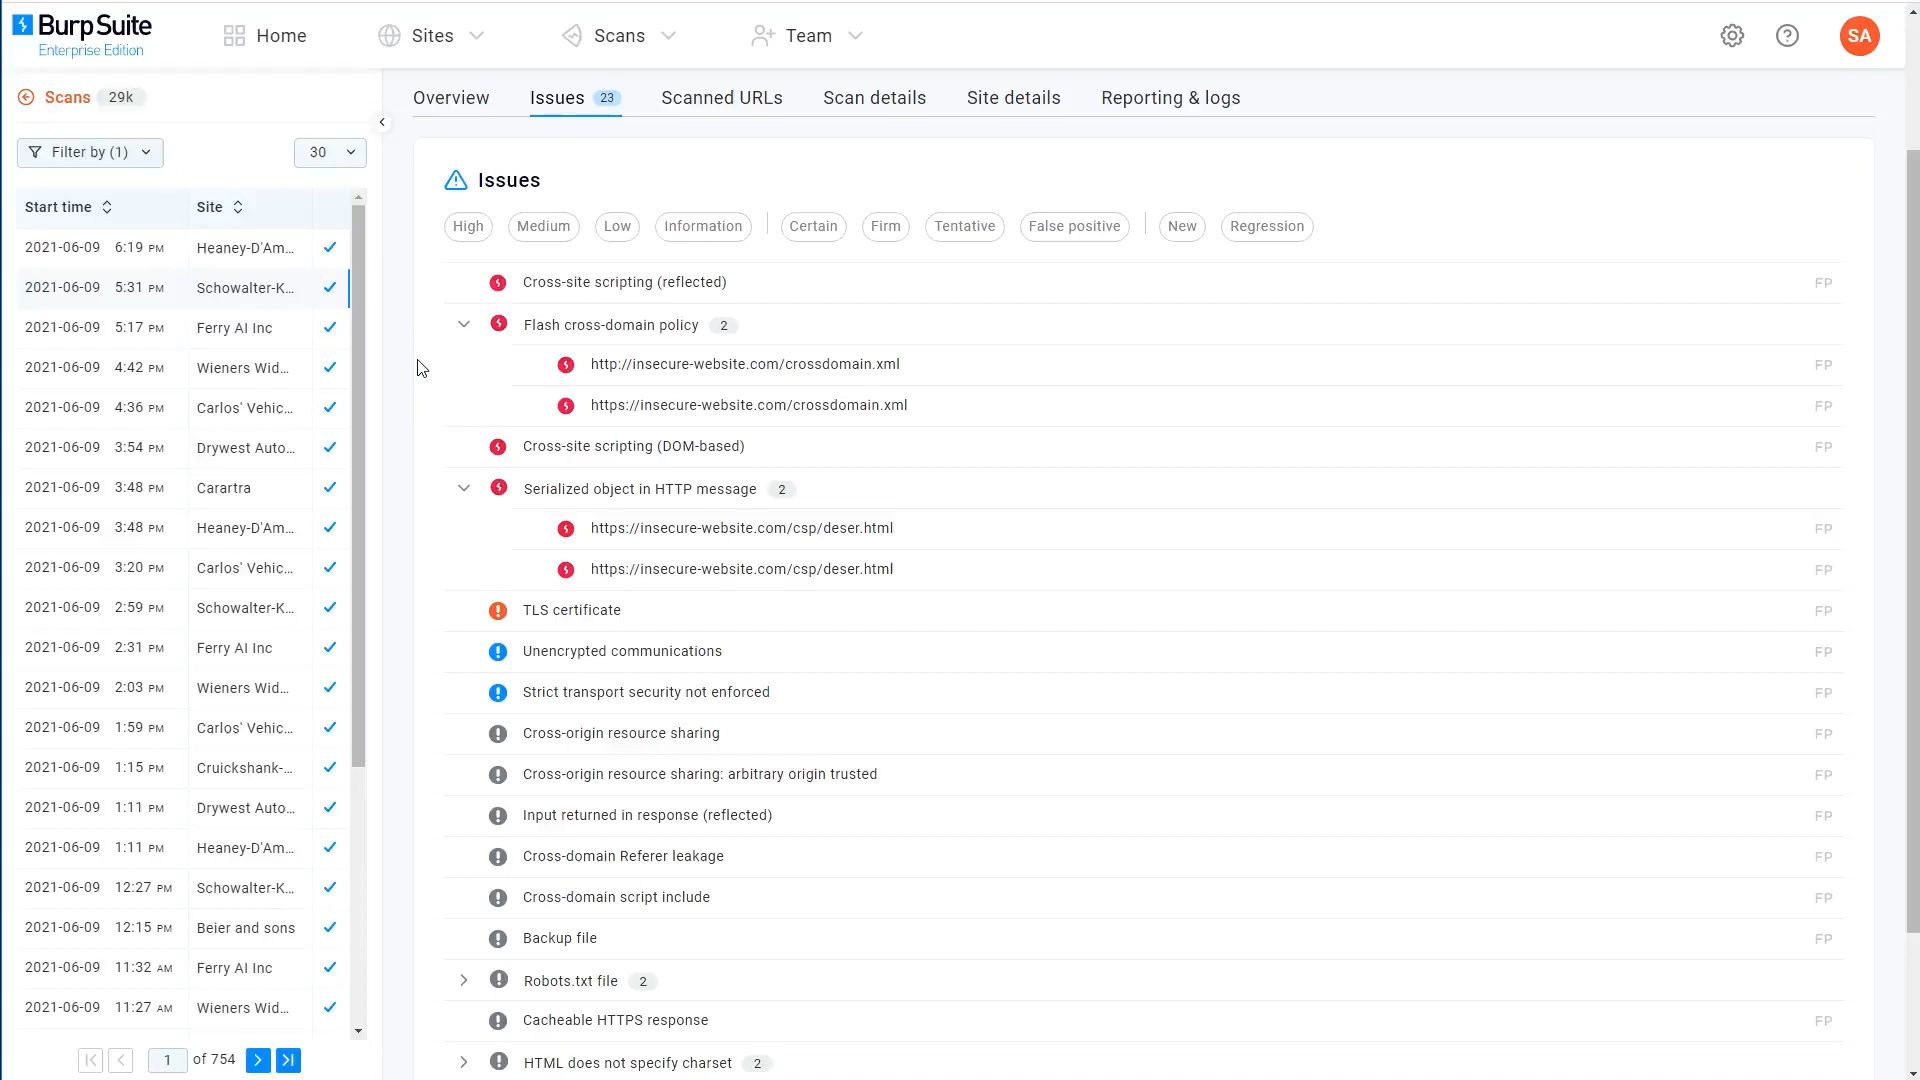 Burp Suite
Enterprise Edition
Home
Sites
Scans
Team
SA
Scans 29k
Filter by (1)
30
Start time Site
2021-06-09 6:19 PM Heaney-D'Am...
2021-06-09 5:31 PM Schowalter-K...
2021-06-09 5:17 PM Ferry AI Inc
2021-06-09 4:42 PM Wieners Wid...
2021-06-09 4:36 PM Carlos' Vehic...
2021-06-09 3:54 PM Drywest Auto...
2021-06-09 3:48 PM Carartra
2021-06-09 3:48 PM Heaney-D'Am...
2021-06-09 3:20 PM Carlos' Vehic...
2021-06-09 2:59 PM Schowalter-K...
2021-06-09 2:31 PM Ferry AI Inc
2021-06-09 2:03 PM Wieners Wid...
2021-06-09 1:59 PM Carlos' Vehic...
2021-06-09 1:15 PM Cruickshank-...
2021-06-09 1:11 PM Drywest Auto...
2021-06-09 1:11 PM Heaney-D'Am...
2021-06-09 12:27 PM Schowalter-K...
2021-06-09 12:15 PM Beier and sons
2021-06-09 11:32 AM Ferry AI Inc
2021-06-09 11:27 AM Wieners Wid...
1 of 754
Overview Issues 23 Scanned URLs Scan details Site details Reporting & logs
Issues
High Medium Low Information Certain Firm Tentative False positive New Regression
Cross-site scripting (reflected) FP
Flash cross-domain policy 2
http://insecure-website.com/crossdomain.xml FP
https://insecure-website.com/crossdomain.xml FP
Cross-site scripting (DOM-based) FP
Serialized object in HTTP message 2
https://insecure-website.com/csp/deser.html FP
https://insecure-website.com/csp/deser.html FP
TLS certificate FP
Unencrypted communications FP
Strict transport security not enforced FP
Cross-origin resource sharing FP
Cross-origin resource sharing: arbitrary origin trusted FP
Input returned in response (reflected) FP
Cross-domain Referer leakage FP
Cross-domain script include FP
Backup file FP
Robots.txt file 2
Cacheable HTTPS response FP
HTML does not specify charset 2